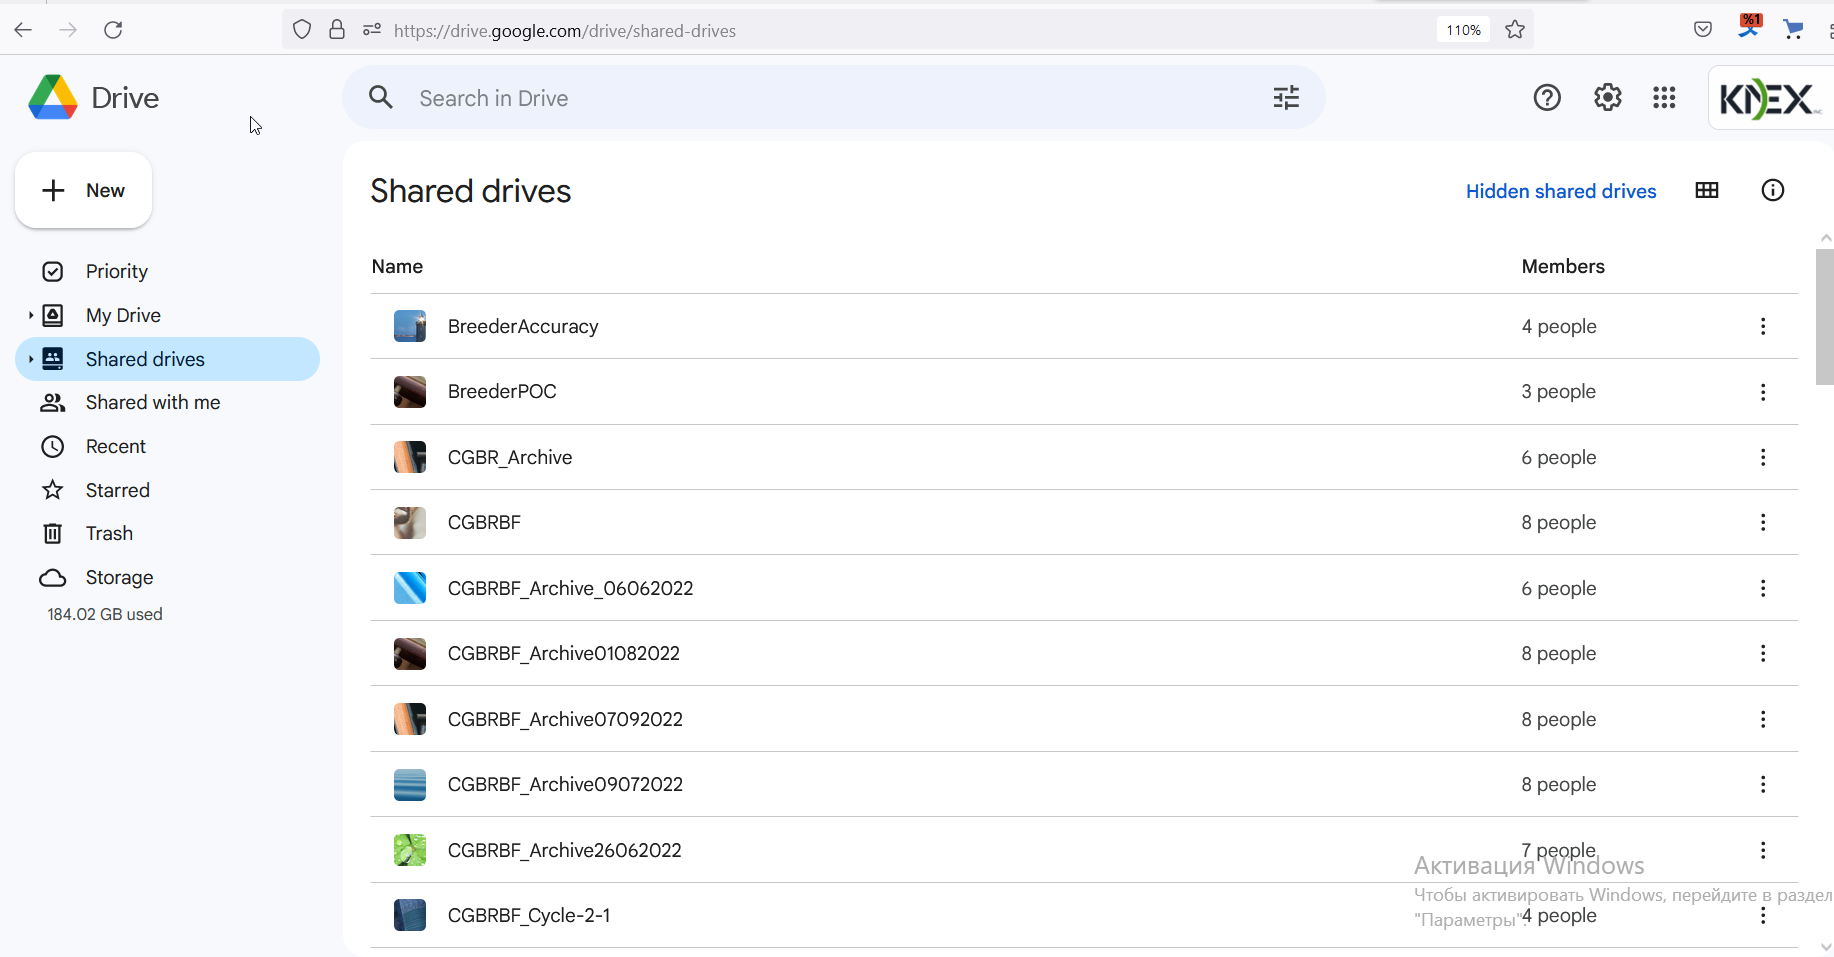 https://drive.google.com/drive/shared-drives
110%
%1
Drive
Search in Drive
KNEX
New
Shared drives
Hidden shared drives
Priority
My Drive
Shared drives
Shared with me
Recent
Starred
Trash
Storage
184.02 GB used
Name Members
BreederAccuracy 4 people
BreederPOC 3 people
CGBR_Archive 6 people
CGBRBF 8 people
CGBRBF_Archive_06062022 6 people
CGBRBF_Archive01082022 8 people
CGBRBF_Archive07092022 8 people
CGBRBF_Archive09072022 8 people
CGBRBF_Archive26062022 7 people
CGBRBF_Cycle-2-1 4 people
Активация Windows
Чтобы активировать Windows, перейдите в раздел
"Параметры".